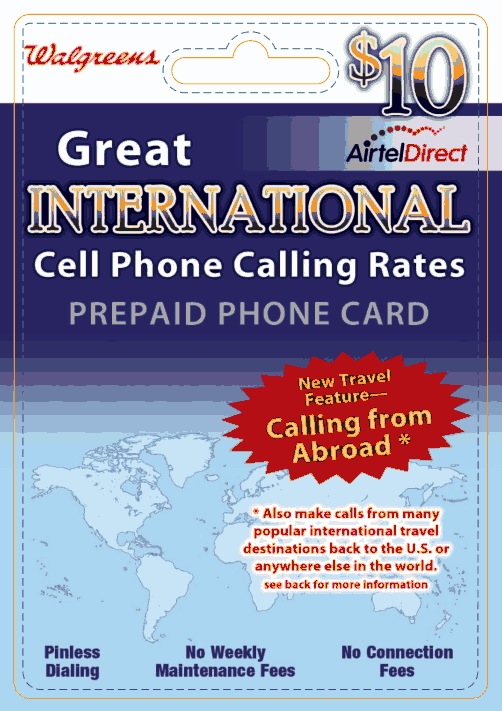 Walgreens
$10
AirtelDirect
Great
INTERNATIONAL
Cell Phone Calling Rates
PREPAID PHONE CARD
New Travel
Feature—
Calling from
Abroad *
* Also make calls from many
popular international travel
destinations back to the U.S. or
anywhere else in the world.
see back for more information
Pinless
Dialing
No Weekly
Maintenance Fees
No Connection
Fees